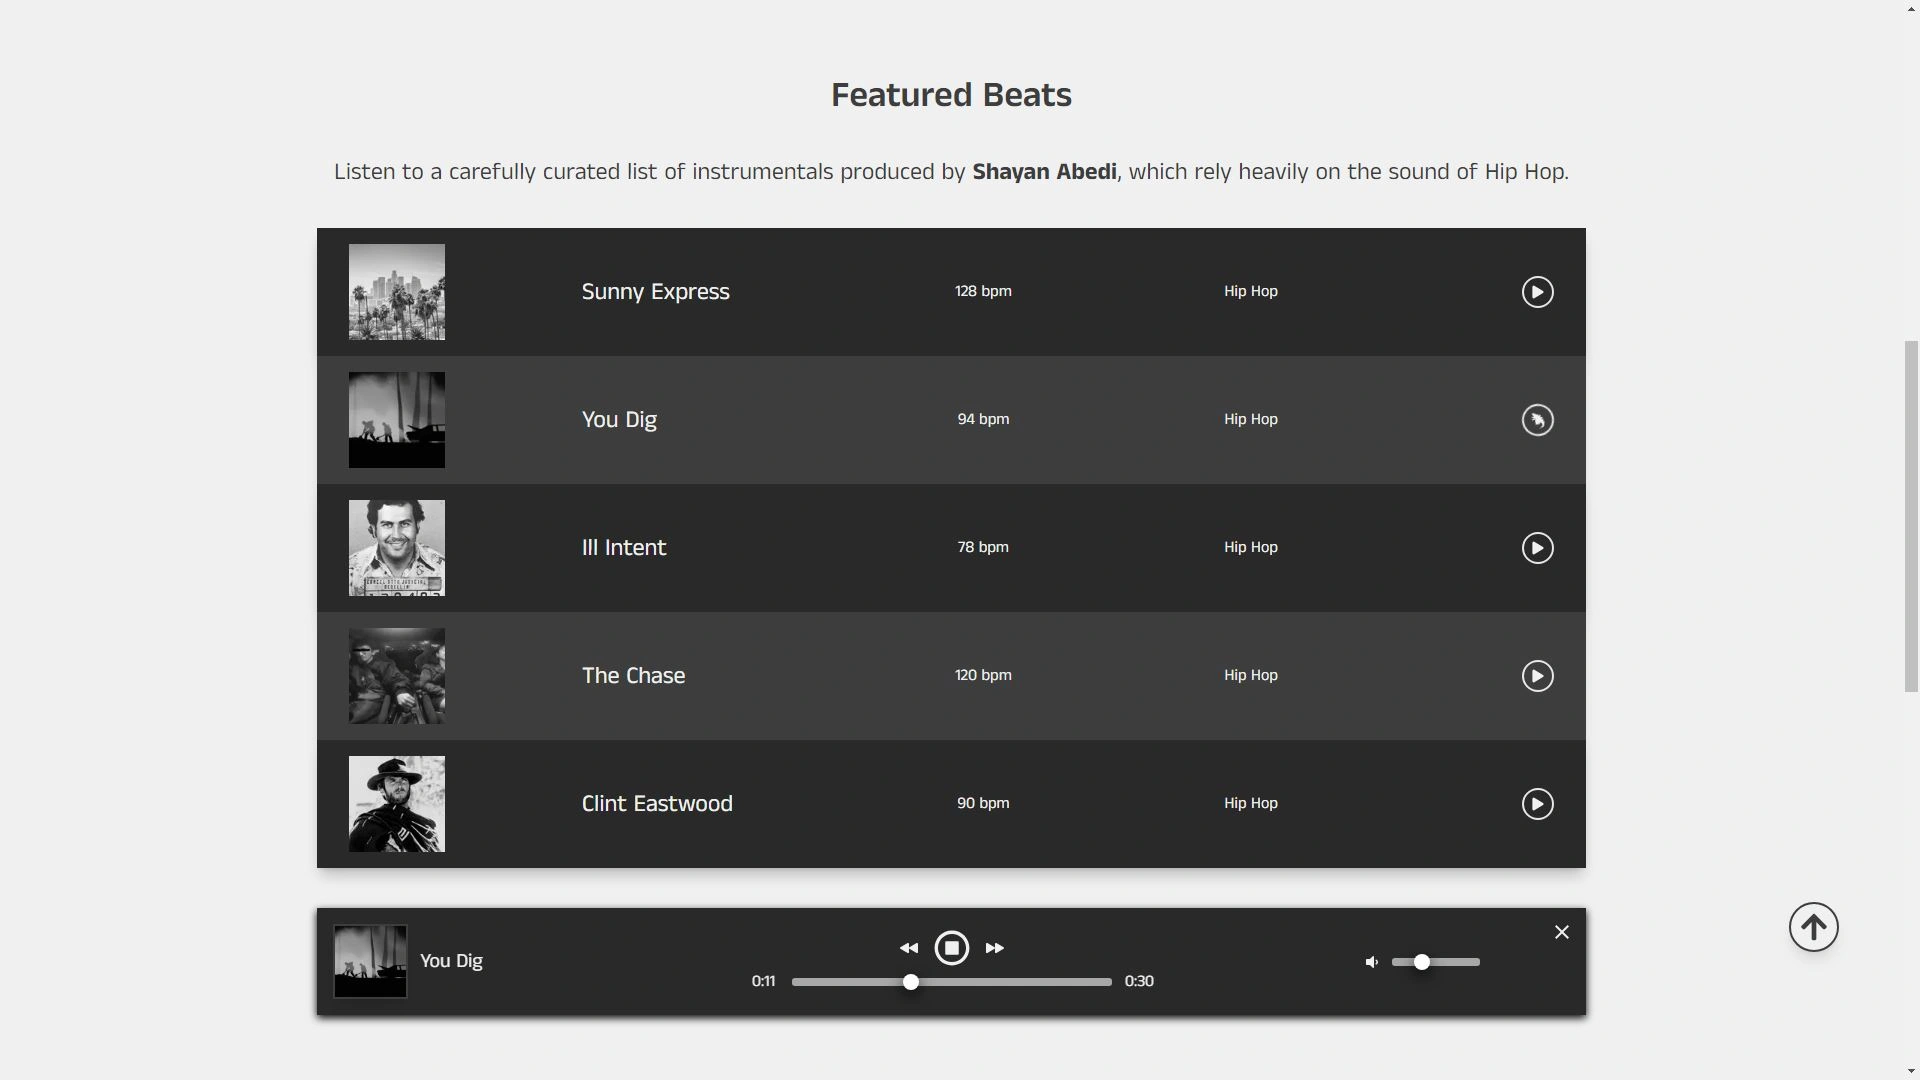 Featured Beats
Listen to a carefully curated list of instrumentals produced by Shayan Abedi, which rely heavily on the sound of Hip Hop.
Sunny Express 128 bpm Hip Hop
You Dig 94 bpm Hip Hop
Ill Intent 78 bpm Hip Hop
The Chase 120 bpm Hip Hop
Clint Eastwood 90 bpm Hip Hop
You Dig
0:11 0:30